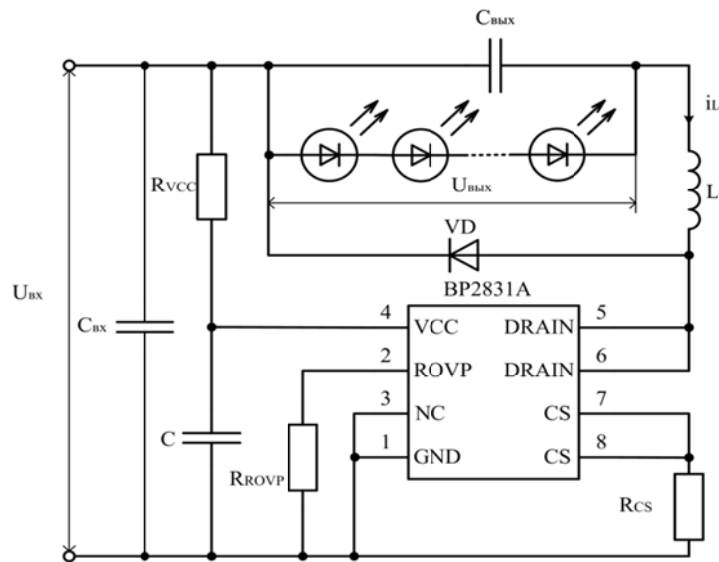 Cвых
iL
RVCC
Uвых
L
VD
BP2831A
Uвх
Cвх
4 VCC DRAIN 5
2 ROVP DRAIN 6
3 NC CS 7
1 GND CS 8
C
RROVP
RCS